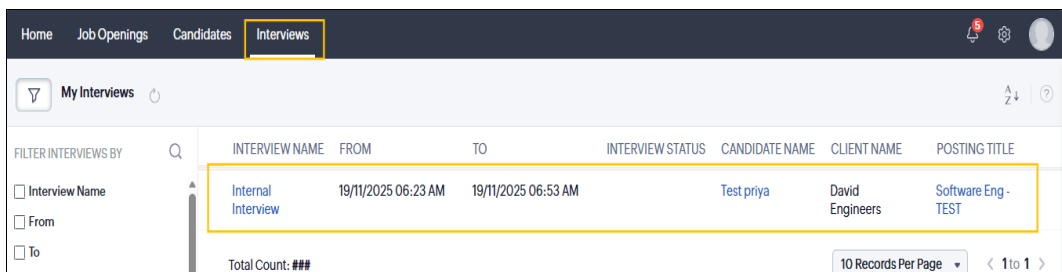 Home Job Openings Candidates Interviews 5
My Interviews A Z ?
FILTER INTERVIEWS BY
Interview Name
From
To
INTERVIEW NAME FROM TO INTERVIEW STATUS CANDIDATE NAME CLIENT NAME POSTING TITLE
Internal 19/11/2025 06:23 AM 19/11/2025 06:53 AM Test priya David Software Eng -
Interview Engineers TEST
Total Count: ### 10 Records Per Page 1 to 1